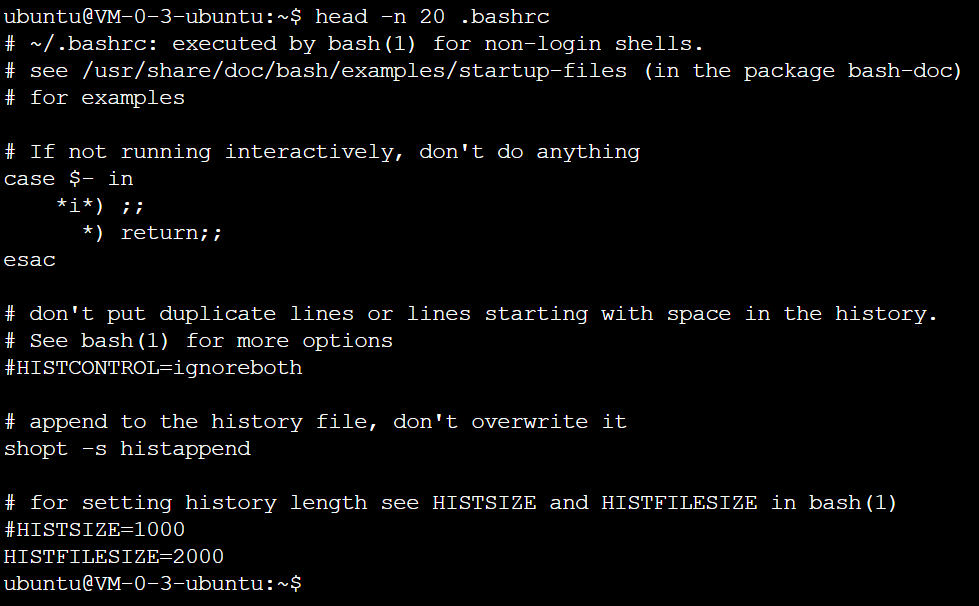 ubuntu@VM-0-3-ubuntu:~$ head -n 20 .bashrc
# ~/.bashrc: executed by bash(1) for non-login shells.
# see /usr/share/doc/bash/examples/startup-files (in the package bash-doc)
# for examples

# If not running interactively, don't do anything
case $- in
    *i*) ;;
      *) return;;
esac

# don't put duplicate lines or lines starting with space in the history.
# See bash(1) for more options
#HISTCONTROL=ignoreboth

# append to the history file, don't overwrite it
shopt -s histappend

# for setting history length see HISTSIZE and HISTFILESIZE in bash(1)
#HISTSIZE=1000
HISTFILESIZE=2000
ubuntu@VM-0-3-ubuntu:~$